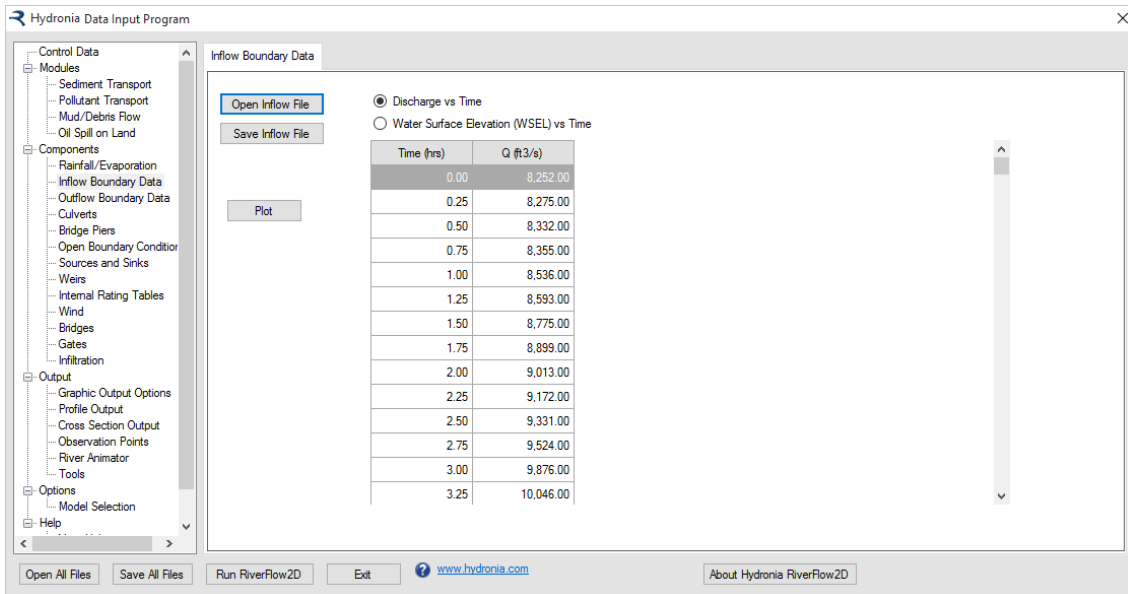 Hydronia Data Input Program
Control Data
Modules
Sediment Transport
Pollutant Transport
Mud/Debris Flow
Oil Spill on Land
Components
Rainfall/Evaporation
Inflow Boundary Data
Outflow Boundary Data
Culverts
Bridge Piers
Open Boundary Condition
Sources and Sinks
Weirs
Internal Rating Tables
Wind
Bridges
Gates
Infiltration
Output
Graphic Output Options
Profile Output
Cross Section Output
Observation Points
River Animator
Tools
Options
Model Selection
Help
Inflow Boundary Data
Open Inflow File
Save Inflow File
Plot
Discharge vs Time
Water Surface Elevation (WSEL) vs Time
Time (hrs) Q (ft3/s)
0.00 8,252.00
0.25 8,275.00
0.50 8,332.00
0.75 8,355.00
1.00 8,536.00
1.25 8,593.00
1.50 8,775.00
1.75 8,899.00
2.00 9,013.00
2.25 9,172.00
2.50 9,331.00
2.75 9,524.00
3.00 9,876.00
3.25 10,046.00
Open All Files Save All Files Run RiverFlow2D Exit ? www.hydronia.com About Hydronia RiverFlow2D